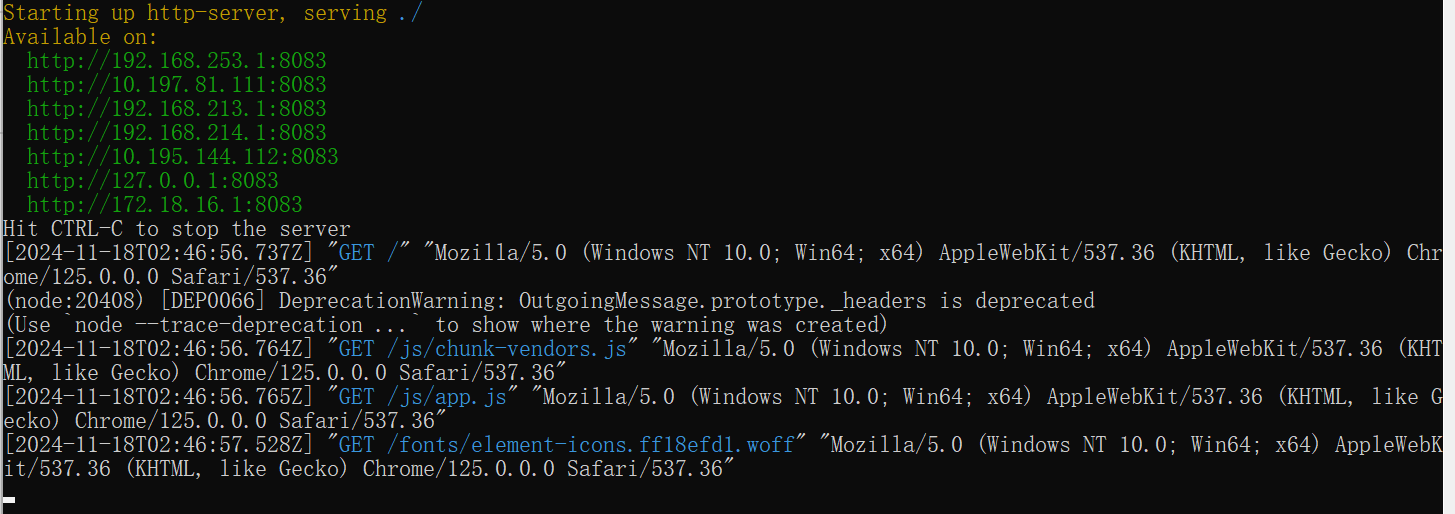 Starting up http-server, serving ./
Available on:
  http://192.168.253.1:8083
  http://10.197.81.111:8083
  http://192.168.213.1:8083
  http://192.168.214.1:8083
  http://10.195.144.112:8083
  http://127.0.0.1:8083
  http://172.18.16.1:8083
Hit CTRL-C to stop the server
[2024-11-18T02:46:56.737Z] "GET /" "Mozilla/5.0 (Windows NT 10.0; Win64; x64) AppleWebKit/537.36 (KHTML, like Gecko) Chr
ome/125.0.0.0 Safari/537.36"
(node:20408) [DEP0066] DeprecationWarning: OutgoingMessage.prototype._headers is deprecated
(Use `node --trace-deprecation ...` to show where the warning was created)
[2024-11-18T02:46:56.764Z] "GET /js/chunk-vendors.js" "Mozilla/5.0 (Windows NT 10.0; Win64; x64) AppleWebKit/537.36 (KHT
ML, like Gecko) Chrome/125.0.0.0 Safari/537.36"
[2024-11-18T02:46:56.765Z] "GET /js/app.js" "Mozilla/5.0 (Windows NT 10.0; Win64; x64) AppleWebKit/537.36 (KHTML, like G
ecko) Chrome/125.0.0.0 Safari/537.36"
[2024-11-18T02:46:57.528Z] "GET /fonts/element-icons.ff18efd1.woff" "Mozilla/5.0 (Windows NT 10.0; Win64; x64) AppleWebK
it/537.36 (KHTML, like Gecko) Chrome/125.0.0.0 Safari/537.36"